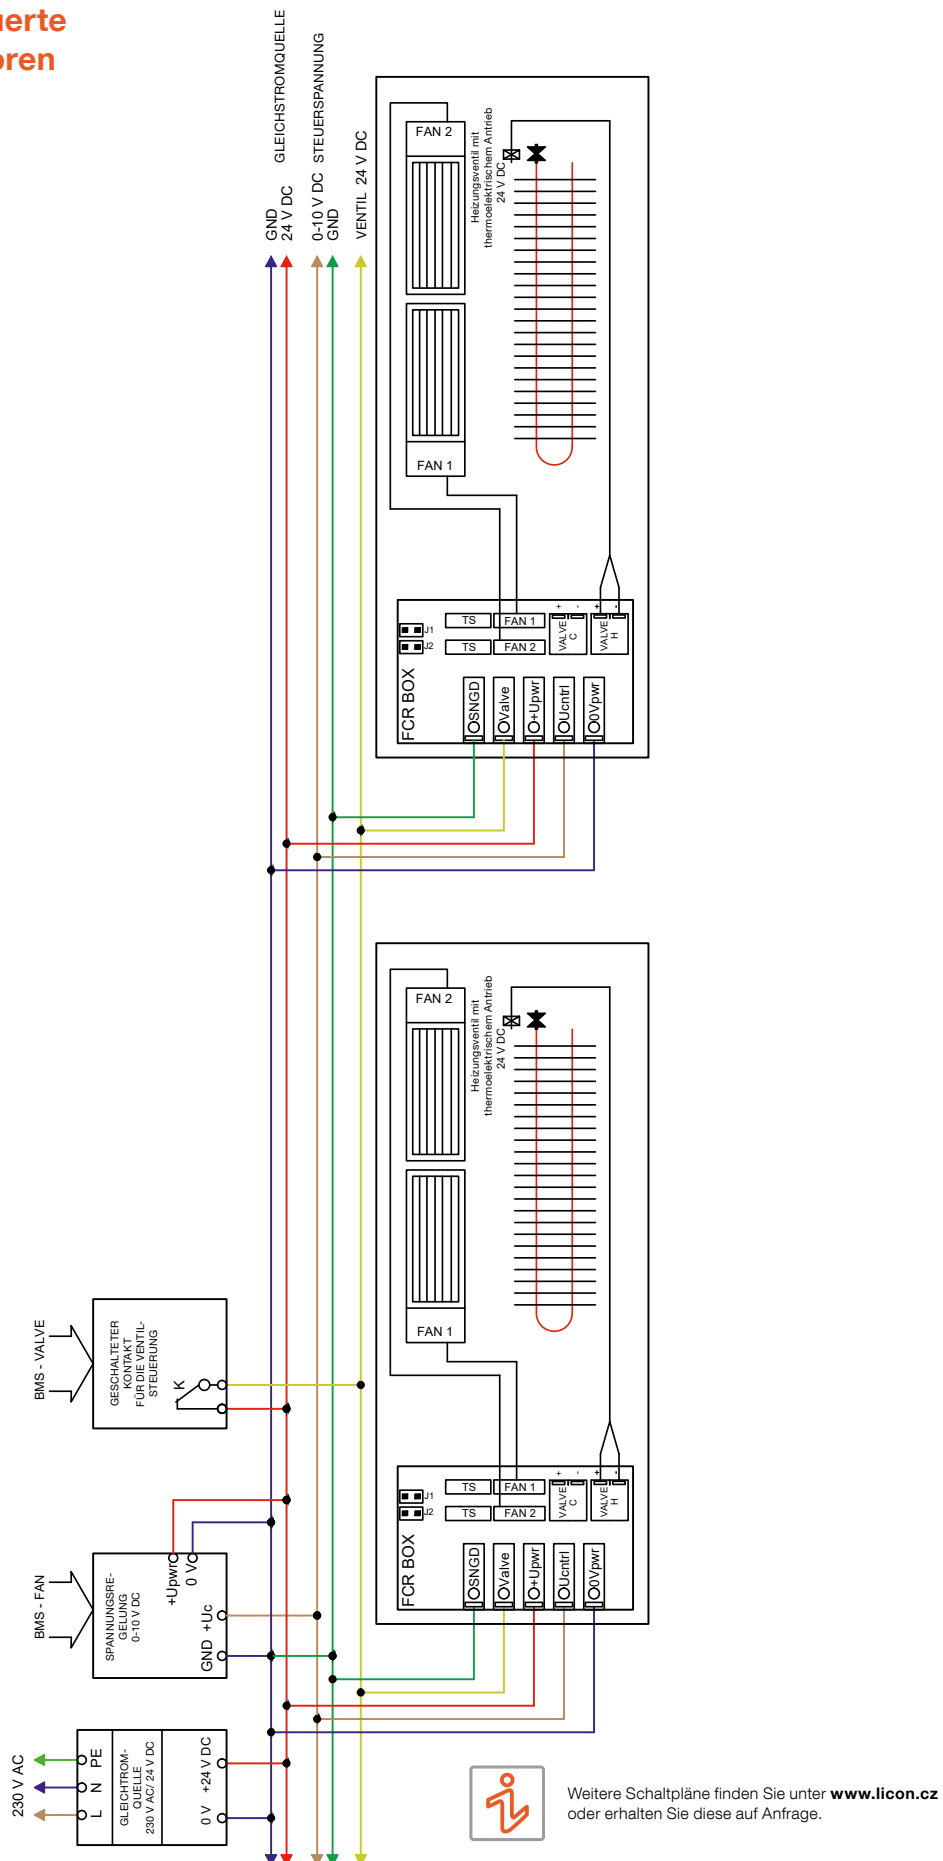 uerte
oren
GLEICHSTROMQUELLE
GND
24 V DC
0-10 V DC STEUERSPANNUNG
GND
VENTIL 24 V DC
FAN 2
Heizungsventil mit
thermoelektrischem Antrieb
24 V DC
FAN 1
FCR BOX
J1
J2
TS
FAN 1
TS
FAN 2
VALVE
C
+
-
VALVE
H
+
-
SNGD
Valve
+Upwr
Ucntrl
0Vpwr
FAN 2
Heizungsventil mit
thermoelektrischem Antrieb
24 V DC
FAN 1
FCR BOX
J1
J2
TS
FAN 1
TS
FAN 2
VALVE
C
+
-
VALVE
H
+
-
SNGD
Valve
+Upwr
Ucntrl
0Vpwr
BMS - VALVE
GESCHALTETER
KONTAKT
FÜR DIE VENTIL-
STEUERUNG
K
BMS - FAN
SPANNUNGSRE-
GELUNG
0-10 V DC
+Upwr
0 V
GND
+Uc
230 V AC
L
N
PE
GLEICHTROM-
QUELLE
230 V AC/ 24 V DC
0 V
+24 V DC
Weitere Schaltpläne finden Sie unter www.licon.cz
oder erhalten Sie diese auf Anfrage.